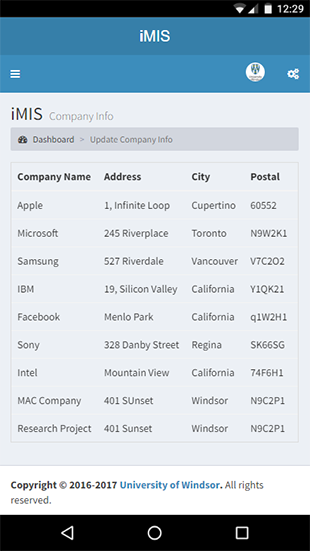 12:29
iMIS
iMIS Company Info
Dashboard > Update Company Info
Company Name Address City Postal
Apple 1, Infinite Loop Cupertino 60552
Microsoft 245 Riverplace Toronto N9W2K1
Samsung 527 Riverdale Vancouver V7C2O2
IBM 19, Silicon Valley California Y1QK21
Facebook Menlo Park California q1W2H1
Sony 328 Danby Street Regina SK66SG
Intel Mountain View California 74F6H1
MAC Company 401 SUnset Windsor N9C2P1
Research Project 401 Sunset Windsor N9C2P1
Copyright © 2016-2017 University of Windsor. All rights
reserved.